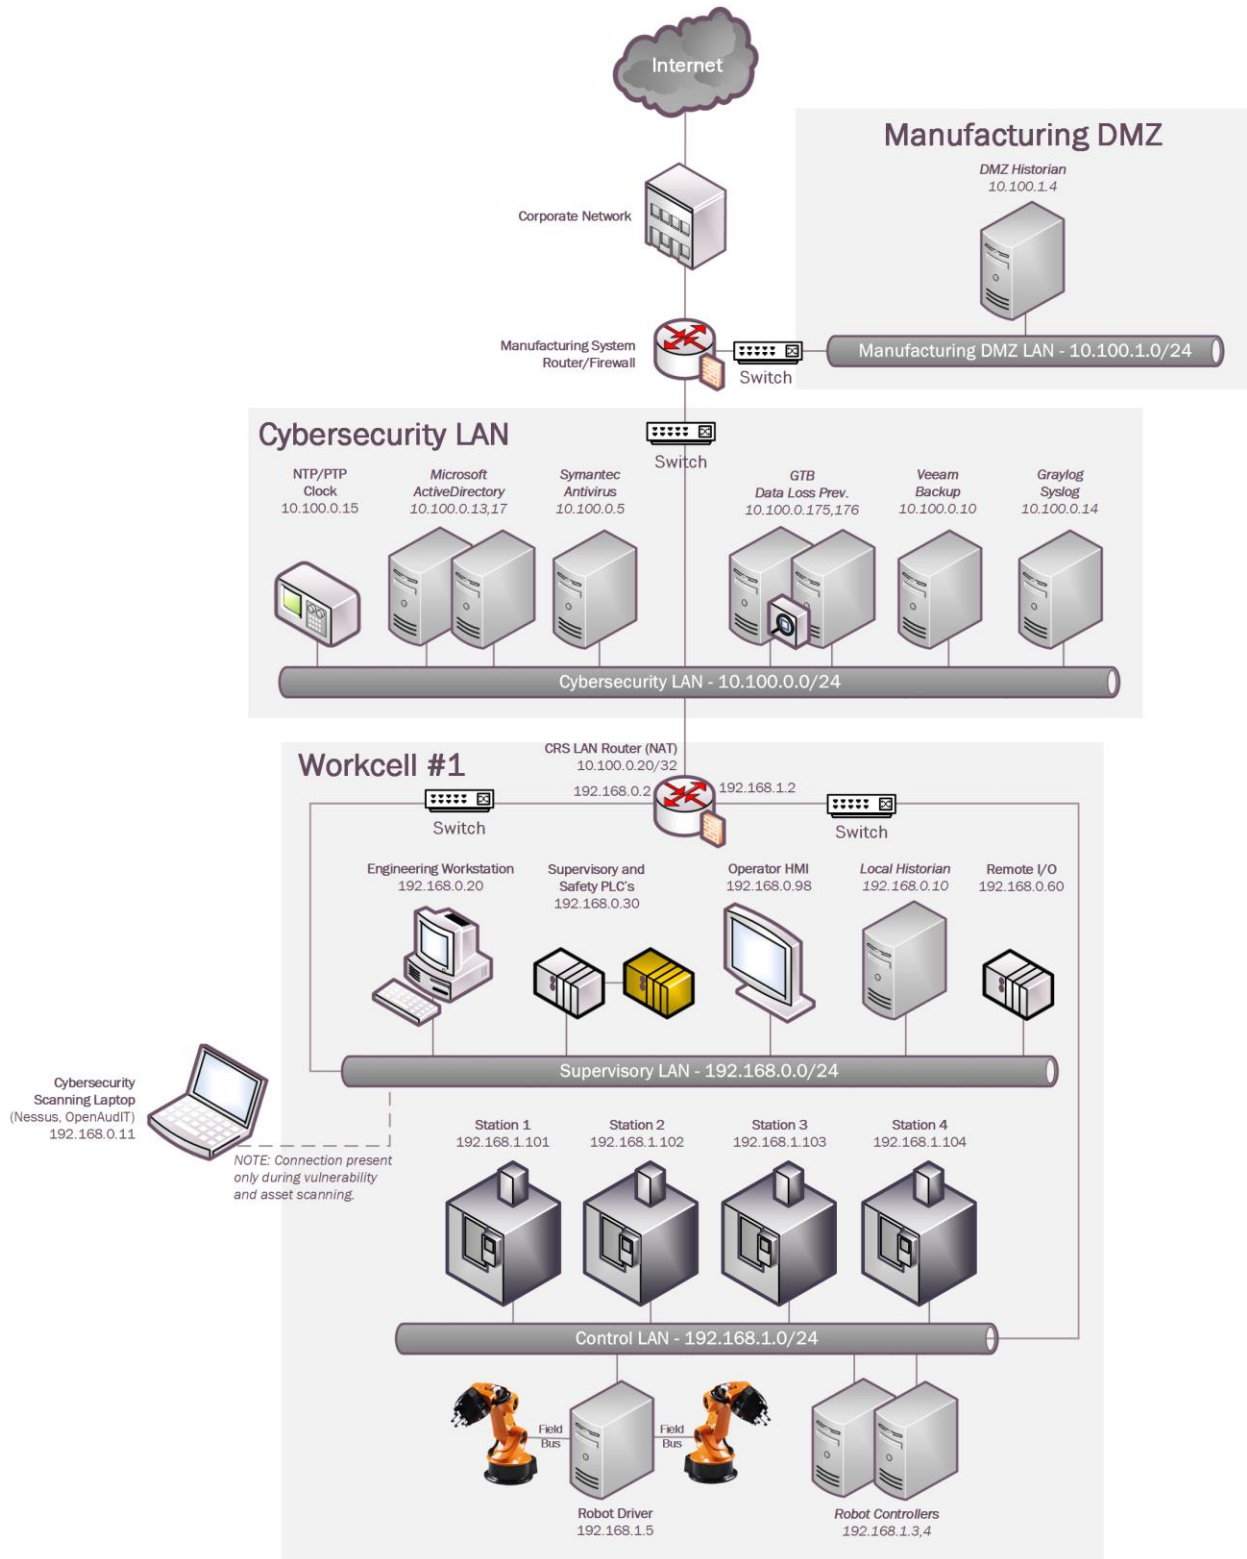 Internet
Manufacturing DMZ
DMZ Historian
10.100.1.4
Corporate Network
Manufacturing System
Router/Firewall
Switch
Manufacturing DMZ LAN - 10.100.1.0/24
Cybersecurity LAN
Switch
NTP/PTP
Clock
10.100.0.15
Microsoft
ActiveDirectory
10.100.0.13,17
Symantec
Antivirus
10.100.0.5
GTB
Data Loss Prev.
10.100.0.175,176
Veeam
Backup
10.100.0.10
Graylog
Syslog
10.100.0.14
Cybersecurity LAN - 10.100.0.0/24
Workcell #1
CRS LAN Router (NAT)
10.100.0.20/32
192.168.0.2
192.168.1.2
Switch
Switch
Engineering Workstation
192.168.0.20
Supervisory and
Safety PLC's
192.168.0.30
Operator HMI
192.168.0.98
Local Historian
192.168.0.10
Remote I/O
192.168.0.60
Supervisory LAN - 192.168.0.0/24
Cybersecurity
Scanning Laptop
(Nessus, OpenAudIT)
192.168.0.11
NOTE: Connection present
only during vulnerability
and asset scanning.
Station 1
192.168.1.101
Station 2
192.168.1.102
Station 3
192.168.1.103
Station 4
192.168.1.104
Control LAN - 192.168.1.0/24
Field
Bus
Field
Bus
Robot Driver
192.168.1.5
Robot Controllers
192.168.1.3,4